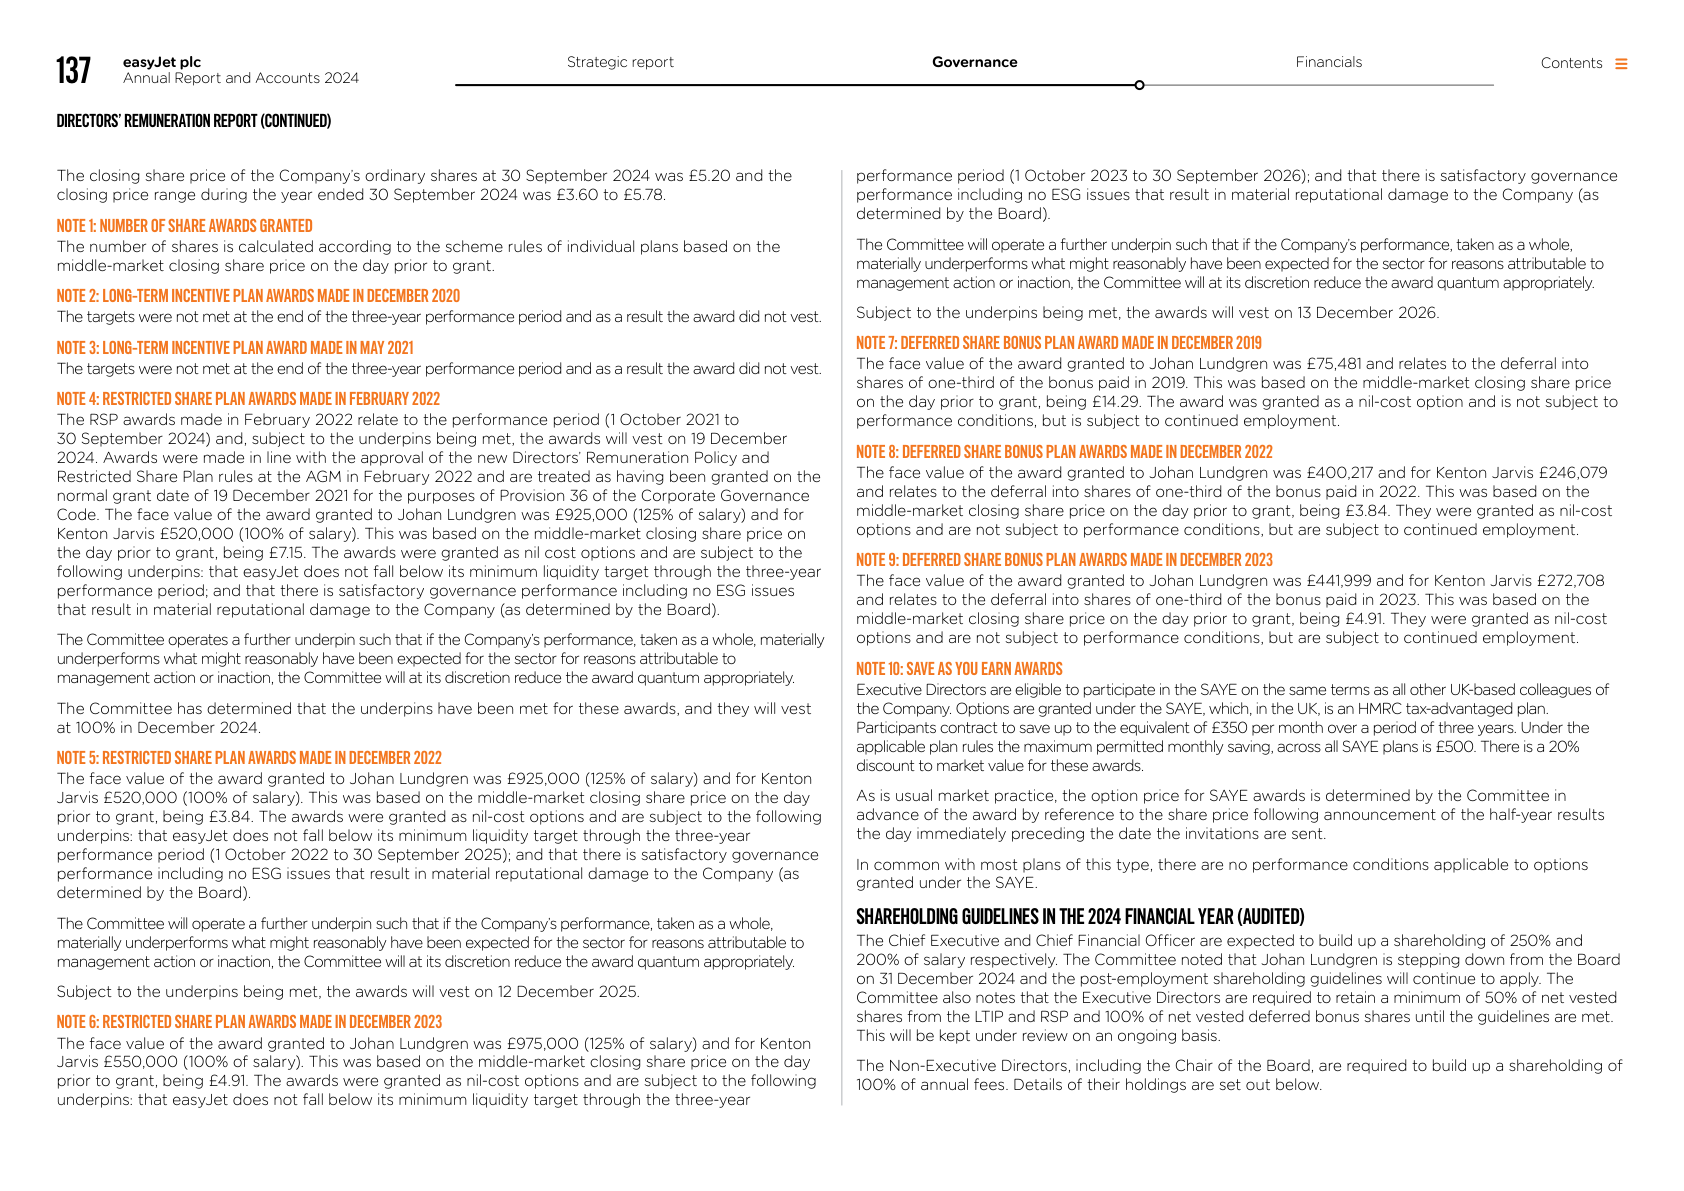 137
easyJet plc
Annual Report and Accounts 2024
Strategic report
Governance
Financials
Contents
DIRECTORS' REMUNERATION REPORT (CONTINUED)
The closing share price of the Company's ordinary shares at 30 September 2024 was £5.20 and the
closing price range during the year ended 30 September 2024 was £3.60 to £5.78.
NOTE 1: NUMBER OF SHARE AWARDS GRANTED
The number of shares is calculated according to the scheme rules of individual plans based on the
middle-market closing share price on the day prior to grant.
NOTE 2: LONG-TERM INCENTIVE PLAN AWARDS MADE IN DECEMBER 2020
The targets were not met at the end of the three-year performance period and as a result the award did not vest.
NOTE 3: LONG-TERM INCENTIVE PLAN AWARD MADE IN MAY 2021
The targets were not met at the end of the three-year performance period and as a result the award did not vest.
NOTE 4: RESTRICTED SHARE PLAN AWARDS MADE IN FEBRUARY 2022
The RSP awards made in February 2022 relate to the performance period (1 October 2021 to
30 September 2024) and, subject to the underpins being met, the awards will vest on 19 December
2024. Awards were made in line with the approval of the new Directors' Remuneration Policy and
Restricted Share Plan rules at the AGM in February 2022 and are treated as having been granted on the
normal grant date of 19 December 2021 for the purposes of Provision 36 of the Corporate Governance
Code. The face value of the award granted to Johan Lundgren was £925,000 (125% of salary) and for
Kenton Jarvis £520,000 (100% of salary). This was based on the middle-market closing share price on
the day prior to grant, being £7.15. The awards were granted as nil cost options and are subject to the
following underpins: that easyJet does not fall below its minimum liquidity target through the three-year
performance period; and that there is satisfactory governance performance including no ESG issues
that result in material reputational damage to the Company (as determined by the Board).
The Committee operates a further underpin such that if the Company's performance, taken as a whole, materially
underperforms what might reasonably have been expected for the sector for reasons attributable to
management action or inaction, the Committee will at its discretion reduce the award quantum appropriately.
The Committee has determined that the underpins have been met for these awards, and they will vest
at 100% in December 2024.
NOTE 5: RESTRICTED SHARE PLAN AWARDS MADE IN DECEMBER 2022
The face value of the award granted to Johan Lundgren was £925,000 (125% of salary) and for Kenton
Jarvis £520,000 (100% of salary). This was based on the middle-market closing share price on the day
prior to grant, being £3.84. The awards were granted as nil-cost options and are subject to the following
underpins: that easyJet does not fall below its minimum liquidity target through the three-year
performance period (1 October 2022 to 30 September 2025); and that there is satisfactory governance
performance including no ESG issues that result in material reputational damage to the Company (as
determined by the Board).
The Committee will operate a further underpin such that if the Company's performance, taken as a whole,
materially underperforms what might reasonably have been expected for the sector for reasons attributable to
management action or inaction, the Committee will at its discretion reduce the award quantum appropriately.
Subject to the underpins being met, the awards will vest on 12 December 2025.
NOTE 6: RESTRICTED SHARE PLAN AWARDS MADE IN DECEMBER 2023
The face value of the award granted to Johan Lundgren was £975,000 (125% of salary) and for Kenton
Jarvis £550,000 (100% of salary). This was based on the middle-market closing share price on the day
prior to grant, being £4.91. The awards were granted as nil-cost options and are subject to the following
underpins: that easyJet does not fall below its minimum liquidity target through the three-year
performance period (1 October 2023 to 30 September 2026); and that there is satisfactory governance
performance including no ESG issues that result in material reputational damage to the Company (as
determined by the Board).
The Committee will operate a further underpin such that if the Company's performance, taken as a whole,
materially underperforms what might reasonably have been expected for the sector for reasons attributable to
management action or inaction, the Committee will at its discretion reduce the award quantum appropriately.
Subject to the underpins being met, the awards will vest on 13 December 2026.
NOTE 7: DEFERRED SHARE BONUS PLAN AWARD MADE IN DECEMBER 2019
The face value of the award granted to Johan Lundgren was £75,481 and relates to the deferral into
shares of one-third of the bonus paid in 2019. This was based on the middle-market closing share price
on the day prior to grant, being £14.29. The award was granted as a nil-cost option and is not subject to
performance conditions, but is subject to continued employment.
NOTE 8: DEFERRED SHARE BONUS PLAN AWARDS MADE IN DECEMBER 2022
The face value of the award granted to Johan Lundgren was £400,217 and for Kenton Jarvis £246,079
and relates to the deferral into shares of one-third of the bonus paid in 2022. This was based on the
middle-market closing share price on the day prior to grant, being £3.84. They were granted as nil-cost
options and are not subject to performance conditions, but are subject to continued employment.
NOTE 9: DEFERRED SHARE BONUS PLAN AWARDS MADE IN DECEMBER 2023
The face value of the award granted to Johan Lundgren was £441,999 and for Kenton Jarvis £272,708
and relates to the deferral into shares of one-third of the bonus paid in 2023. This was based on the
middle-market closing share price on the day prior to grant, being £4.91. They were granted as nil-cost
options and are not subject to performance conditions, but are subject to continued employment.
NOTE 10: SAVE AS YOU EARN AWARDS
Executive Directors are eligible to participate in the SAYE on the same terms as all other UK-based colleagues of
the Company. Options are granted under the SAYE, which, in the UK, is an HMRC tax-advantaged plan.
Participants contract to save up to the equivalent of £350 per month over a period of three years. Under the
applicable plan rules the maximum permitted monthly saving, across all SAYE plans is £500. There is a 20%
discount to market value for these awards.
As is usual market practice, the option price for SAYE awards is determined by the Committee in
advance of the award by reference to the share price following announcement of the half-year results
the day immediately preceding the date the invitations are sent.
In common with most plans of this type, there are no performance conditions applicable to options
granted under the SAYE.
SHAREHOLDING GUIDELINES IN THE 2024 FINANCIAL YEAR (AUDITED)
The Chief Executive and Chief Financial Officer are expected to build up a shareholding of 250% and
200% of salary respectively. The Committee noted that Johan Lundgren is stepping down from the Board
on 31 December 2024 and the post-employment shareholding guidelines will continue to apply. The
Committee also notes that the Executive Directors are required to retain a minimum of 50% of net vested
shares from the LTIP and RSP and 100% of net vested deferred bonus shares until the guidelines are met.
This will be kept under review on an ongoing basis.
The Non-Executive Directors, including the Chair of the Board, are required to build up a shareholding of
100% of annual fees. Details of their holdings are set out below.